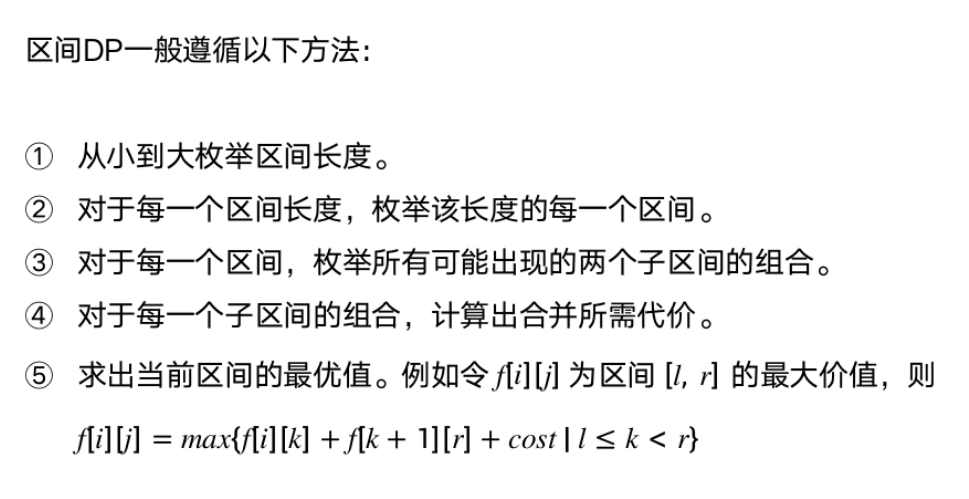 区间DP一般遵循以下方法：
① 从小到大枚举区间长度。
② 对于每一个区间长度，枚举该长度的每一个区间。
③ 对于每一个区间，枚举所有可能出现的两个子区间的组合。
④ 对于每一个子区间的组合，计算出合并所需代价。
⑤ 求出当前区间的最优值。例如令 f[i][j] 为区间 [l, r] 的最大价值，则
f[i][j] = max{f[i][k] + f[k + 1][r] + cost | l ≤ k < r}